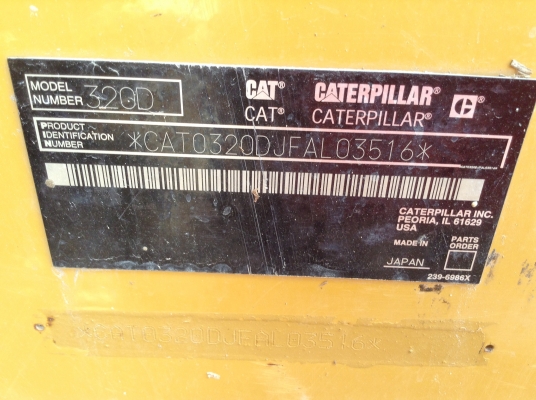 MODEL NUMBER 320D
CAT® CATERPILLAR® C
CAT® CATERPILLAR®
PRODUCT IDENTIFICATION NUMBER *CAT0320DJFAL03516*
CATERPILLAR INC.
PEORIA, IL 61629
USA
MADE IN
PARTS ORDER
JAPAN
239-6986X